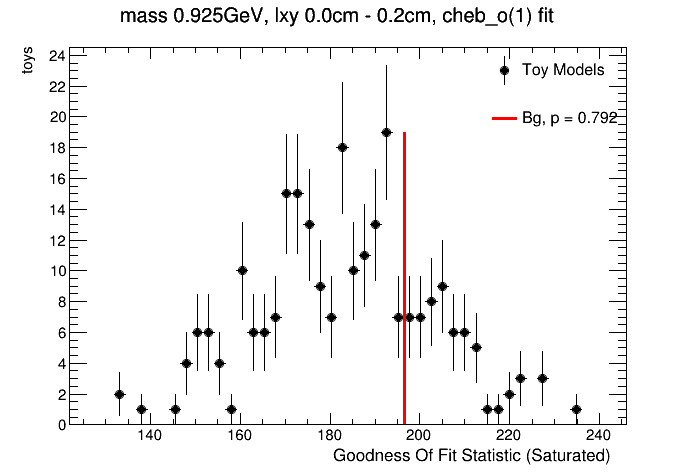 mass 0.925GeV, lxy 0.0cm - 0.2cm, cheb_o(1) fit
toys
24
22
20
18
16
14
12
10
8
6
4
2
0
Toy Models
Bg, p = 0.792
140 160 180 200 220 240
Goodness Of Fit Statistic (Saturated)